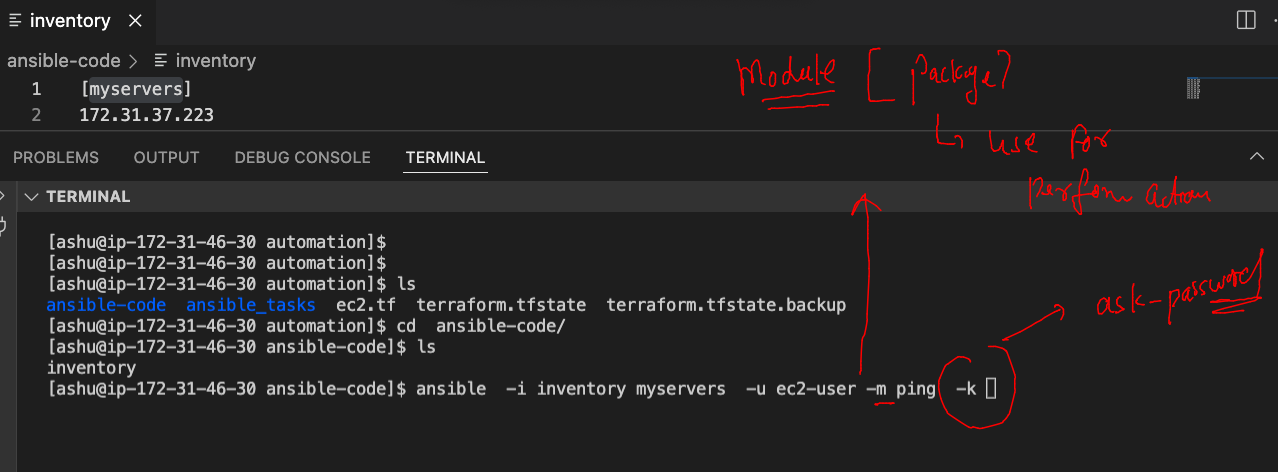 inventory
ansible-code > inventory
1 [myservers]
2 172.31.37.223
Module [ package]
use for
perform action
PROBLEMS OUTPUT DEBUG CONSOLE TERMINAL
TERMINAL
[ashu@ip-172-31-46-30 automation]$
[ashu@ip-172-31-46-30 automation]$
[ashu@ip-172-31-46-30 automation]$ ls
ansible-code ansible_tasks ec2.tf terraform.tfstate terraform.tfstate.backup
[ashu@ip-172-31-46-30 automation]$ cd ansible-code/
[ashu@ip-172-31-46-30 ansible-code]$ ls
inventory
[ashu@ip-172-31-46-30 ansible-code]$ ansible -i inventory myservers -u ec2-user -m ping -k
ask-password